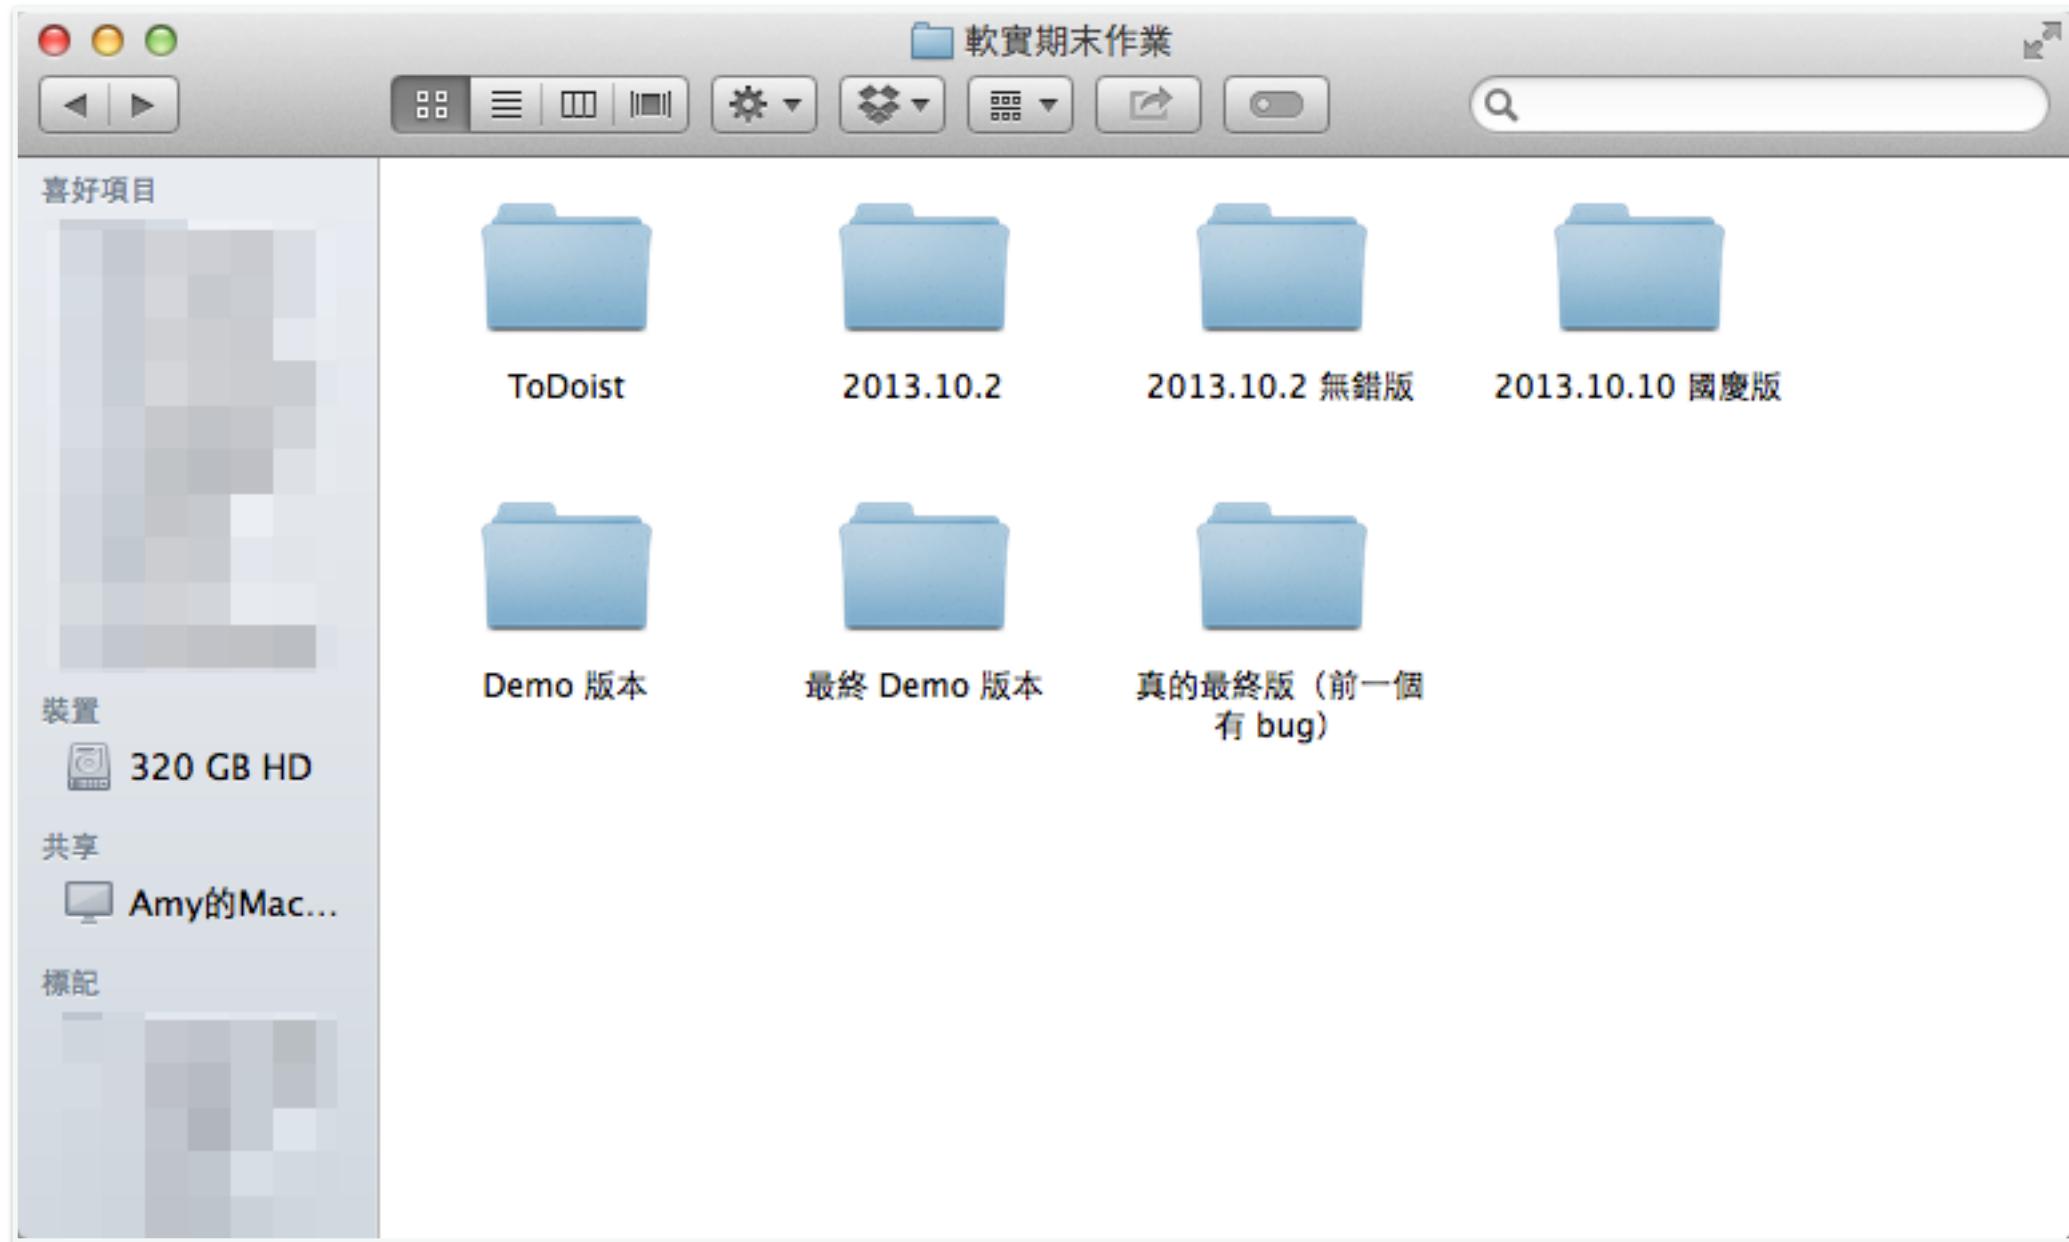 軟實期末作業
喜好項目
ToDoist
2013.10.2
2013.10.2 無錯版
2013.10.10 國慶版
Demo 版本
最終 Demo 版本
真的最終版（前一個
有 bug）
裝置
320 GB HD
共享
Amy的Mac...
標記